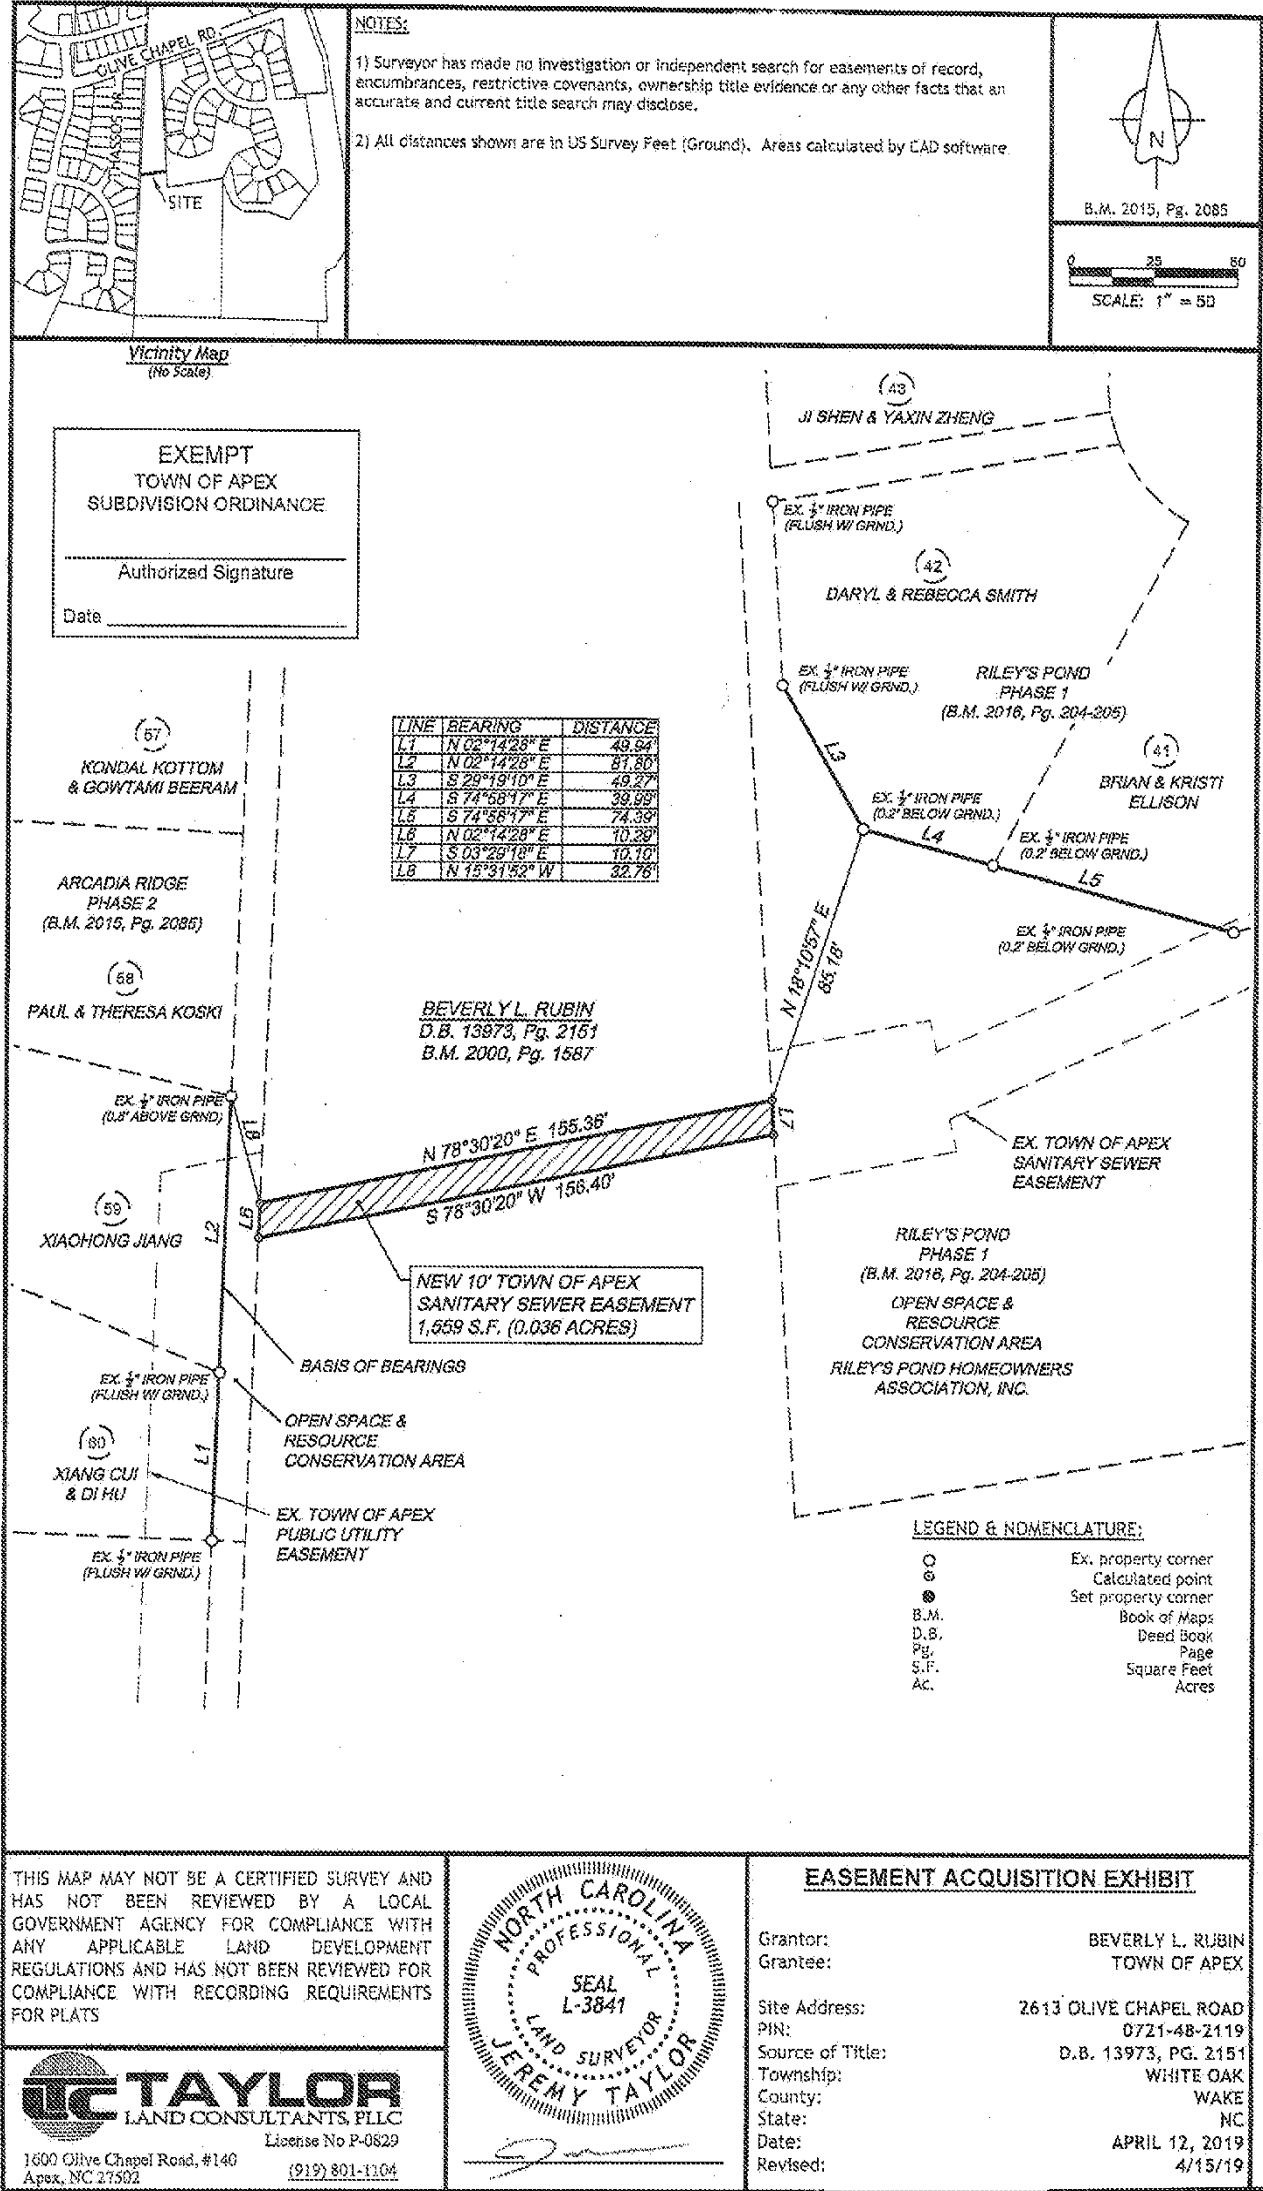 OLIVE CHAPEL RD.
THASSOS DR
SITE
Vicinity Map
(No Scale)
NOTES:
1) Surveyor has made no investigation or independent search for easements of record,
encumbrances, restrictive covenants, ownership title evidence or any other facts that an
accurate and current title search may disclose.
2) All distances shown are in US Survey Feet (Ground). Areas calculated by CAD software
N
B.M. 2015, Pg. 2085
0 25 50
SCALE: 1" = 50
EXEMPT
TOWN OF APEX
SUBDIVISION ORDINANCE
Authorized Signature
Date
43
JI SHEN & YAXIN ZHENG
EX. ½" IRON PIPE
(FLUSH W/ GRND.)
42
DARYL & REBECCA SMITH
EX. ½" IRON PIPE
(FLUSH W/ GRND.)
RILEY'S POND
PHASE 1
(B.M. 2016, Pg. 204-205)
L3
41
BRIAN & KRISTI
ELLISON
EX. ½" IRON PIPE
(0.2' BELOW GRND.)
L4
EX. ½" IRON PIPE
(0.2' BELOW GRND.)
L5
EX. ½" IRON PIPE
(0.2' BELOW GRND.)
N 18°10'57" E
85.18'
LINE BEARING DISTANCE
L1 N 02°14'28" E 49.94'
L2 N 02°14'28" E 81.80'
L3 S 29°19'10" E 49.27'
L4 S 74°58'17" E 39.99'
L5 S 74°58'17" E 74.39'
L6 N 02°14'28" E 10.29'
L7 S 03°29'18" E 10.10'
L8 N 15°31'52" W 32.76'
57
KONDAL KOTTOM
& GOWTAMI BEERAM
ARCADIA RIDGE
PHASE 2
(B.M. 2015, Pg. 2085)
58
PAUL & THERESA KOSKI
BEVERLY L. RUBIN
D.B. 13973, Pg. 2151
B.M. 2000, Pg. 1587
EX. ½" IRON PIPE
(0.8' ABOVE GRND)
L8
N 78°30'20" E 155.36'
S 78°30'20" W 156.40'
L7
L6
EX. TOWN OF APEX
SANITARY SEWER
EASEMENT
59
XIAOHONG JIANG
L2
NEW 10' TOWN OF APEX
SANITARY SEWER EASEMENT
1,559 S.F. (0.036 ACRES)
RILEY'S POND
PHASE 1
(B.M. 2016, Pg. 204-205)
OPEN SPACE &
RESOURCE
CONSERVATION AREA
RILEY'S POND HOMEOWNERS
ASSOCIATION, INC.
BASIS OF BEARINGS
EX. ½" IRON PIPE
(FLUSH W/ GRND.)
OPEN SPACE &
RESOURCE
CONSERVATION AREA
60
XIANG CUI
& DI HU
L1
EX. TOWN OF APEX
PUBLIC UTILITY
EASEMENT
EX. ½" IRON PIPE
(FLUSH W/ GRND.)
LEGEND & NOMENCLATURE:
Ex. property corner
Calculated point
Set property corner
B.M. Book of Maps
D.B. Deed Book
Pg. Page
S.F. Square Feet
Ac. Acres
THIS MAP MAY NOT BE A CERTIFIED SURVEY AND
HAS NOT BEEN REVIEWED BY A LOCAL
GOVERNMENT AGENCY FOR COMPLIANCE WITH
ANY APPLICABLE LAND DEVELOPMENT
REGULATIONS AND HAS NOT BEEN REVIEWED FOR
COMPLIANCE WITH RECORDING REQUIREMENTS
FOR PLATS
TLC TAYLOR
LAND CONSULTANTS, PLLC
License No P-0829
1600 Olive Chapel Road, #140
Apex, NC 27502
(919) 801-1104
NORTH CAROLINA
PROFESSIONAL
SEAL
L-3841
LAND SURVEYOR
JEREMY TAYLOR
EASEMENT ACQUISITION EXHIBIT
Grantor: BEVERLY L. RUBIN
Grantee: TOWN OF APEX
Site Address: 2613 OLIVE CHAPEL ROAD
PIN: 0721-48-2119
Source of Title: D.B. 13973, PG. 2151
Township: WHITE OAK
County: WAKE
State: NC
Date: APRIL 12, 2019
Revised: 4/15/19